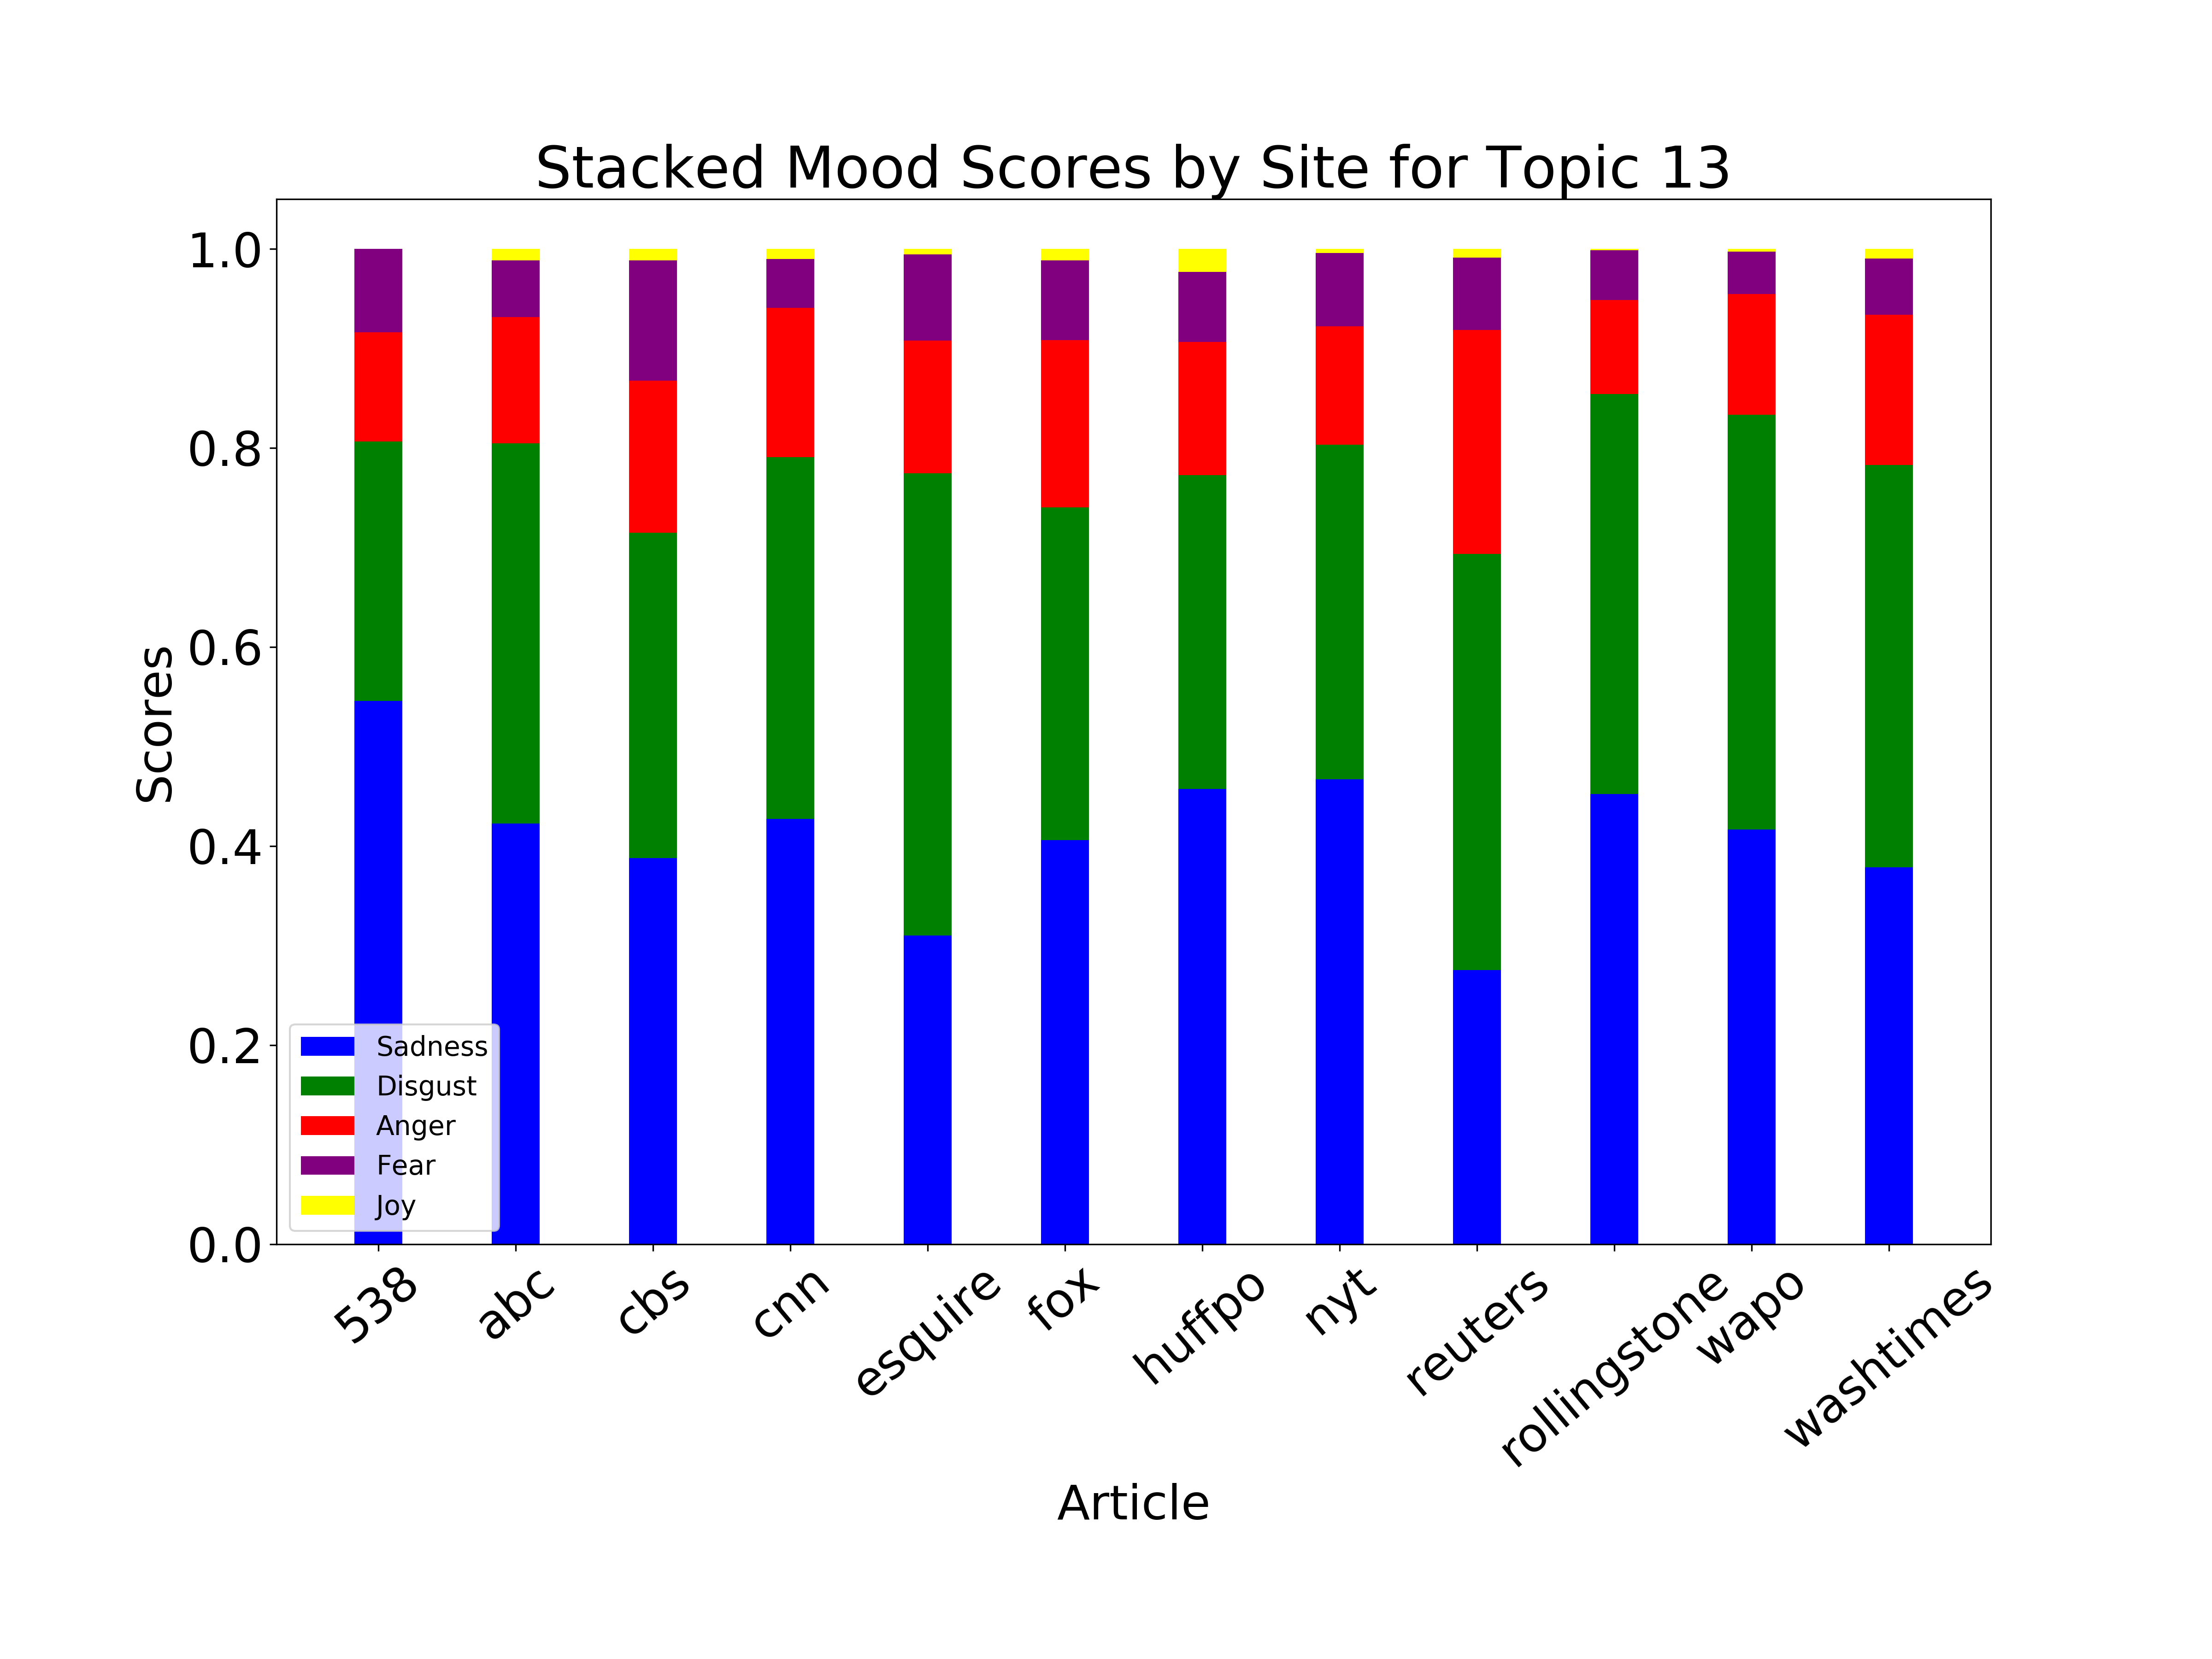 Stacked Mood Scores by Site for Topic 13
1.0
0.8
0.6
0.4
0.2
0.0
Scores
Sadness
Disgust
Anger
Fear
Joy
538
abc
cbs
cnn
esquire
fox
huffpo
nyt
reuters
rollingstone
wapo
washtimes
Article